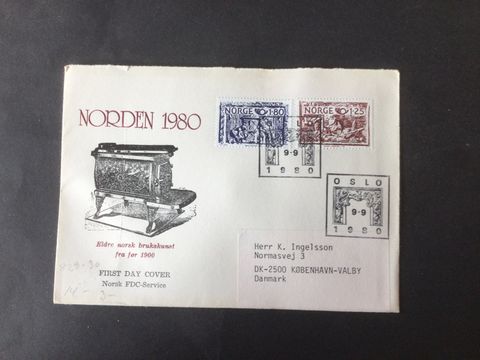 NORDEN 1980
NORGE 1·80
NORGE 1·25
9-9
1980
OSLO
9-9
1980
Eldre norsk brukskunst
fra før 1900
FIRST DAY COVER
Norsk FDC-Service
Herr K. Ingelsson
Normasvej 3
DK-2500 KØBENHAVN-VALBY
Danmark